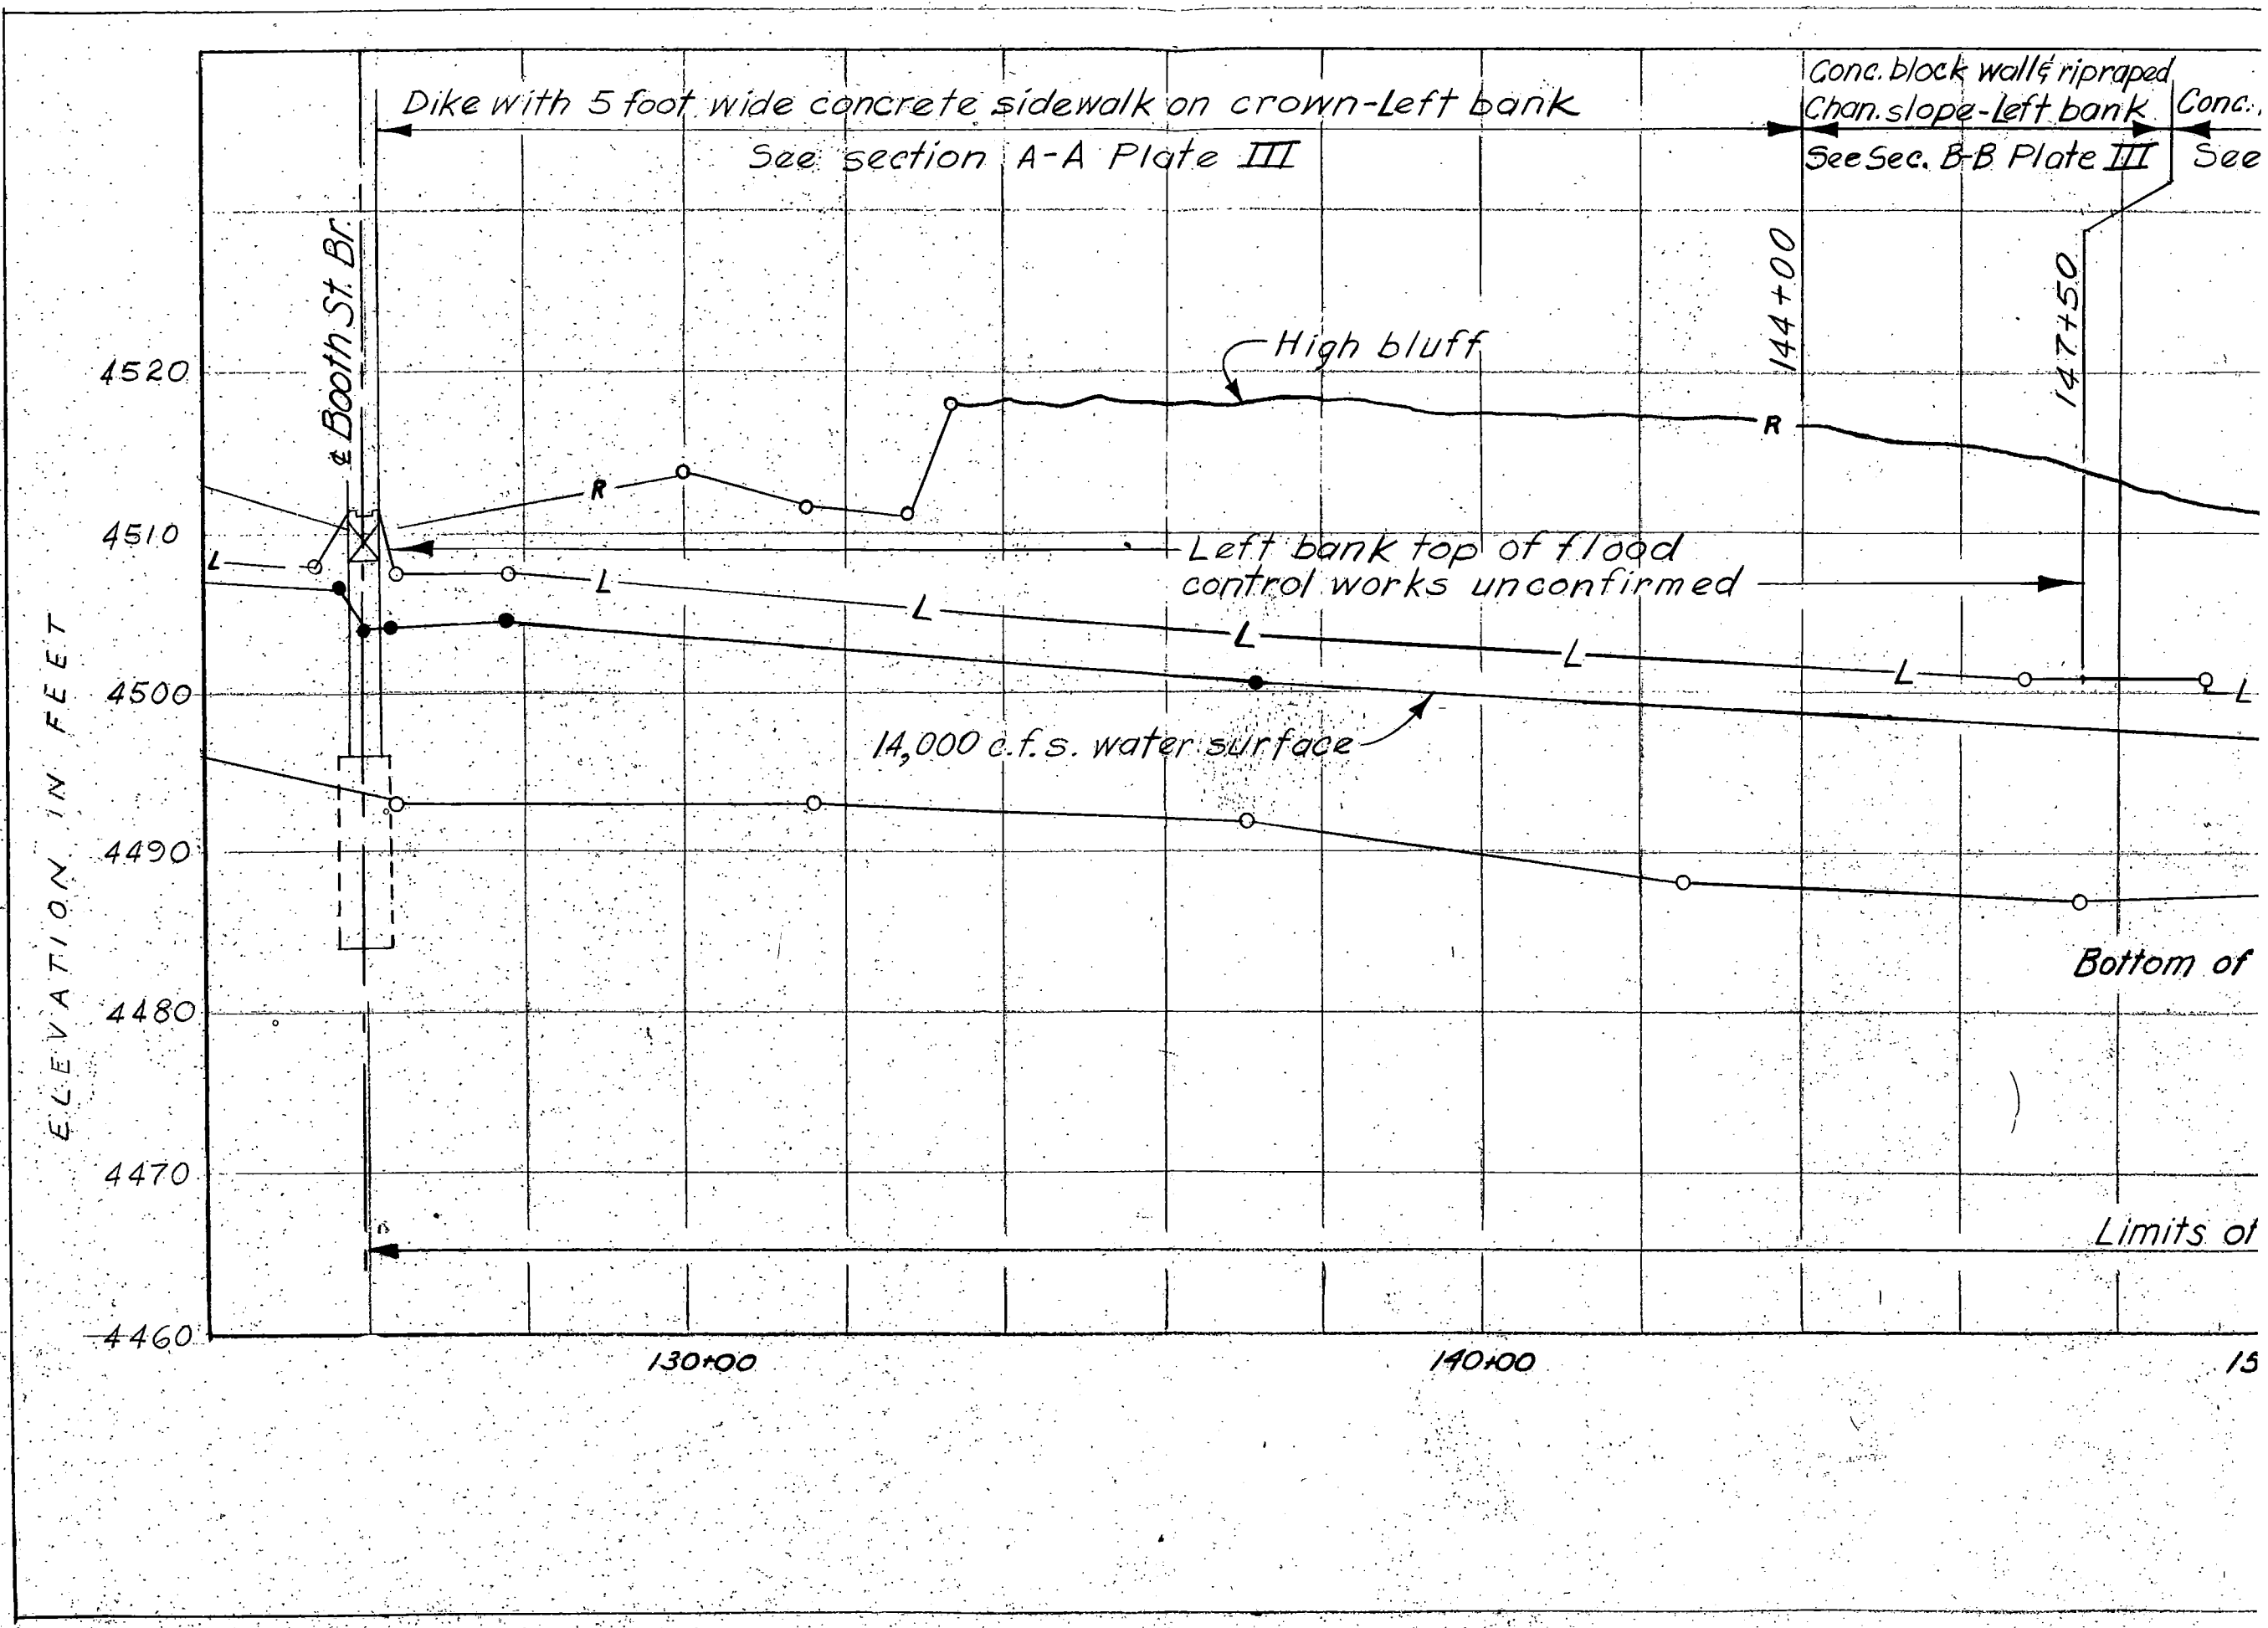 Dike with 5 foot wide concrete sidewalk on crown-Left bank
See section A-A Plate III
Conc. block wall & ripraped
Chan. slope-Left bank
See Sec. B-B Plate III
Conc.
See
℄ Booth St. Br.
144+00
147+50
High bluff
R
R
Left bank top of flood
control works unconfirmed
L
L
L
L
L
L
L
14,000 c.f.s. water surface
Bottom of
Limits of
ELEVATION IN FEET
4520
4510
4500
4490
4480
4470
4460
130+00
140+00
15